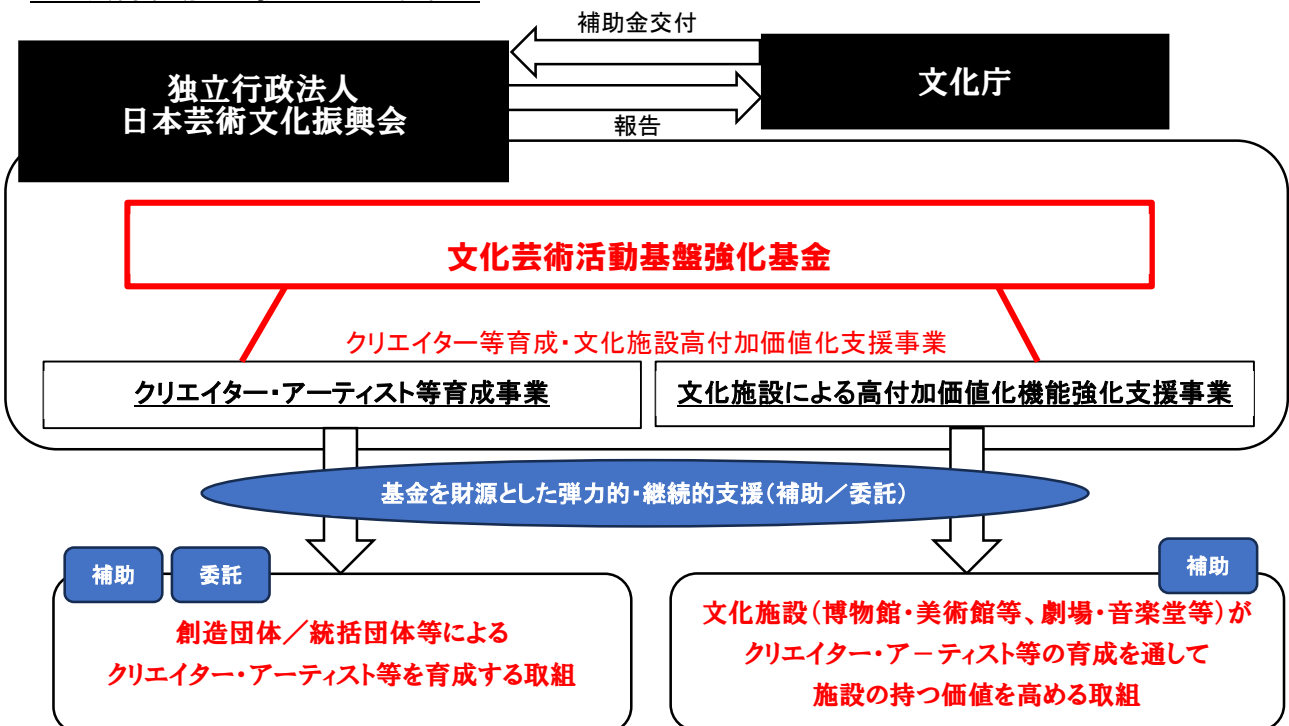 補助金交付
独立行政法人
日本芸術文化振興会
文化庁
報告
文化芸術活動基盤強化基金
クリエイター等育成・文化施設高付加価値化支援事業
クリエイター・アーティスト等育成事業
文化施設による高付加価値化機能強化支援事業
基金を財源とした弾力的・継続的支援(補助／委託)
補助
委託
創造団体／統括団体等による
クリエイター・アーティスト等を育成する取組
補助
文化施設(博物館・美術館等、劇場・音楽堂等)が
クリエイター・アーティスト等の育成を通して
施設の持つ価値を高める取組